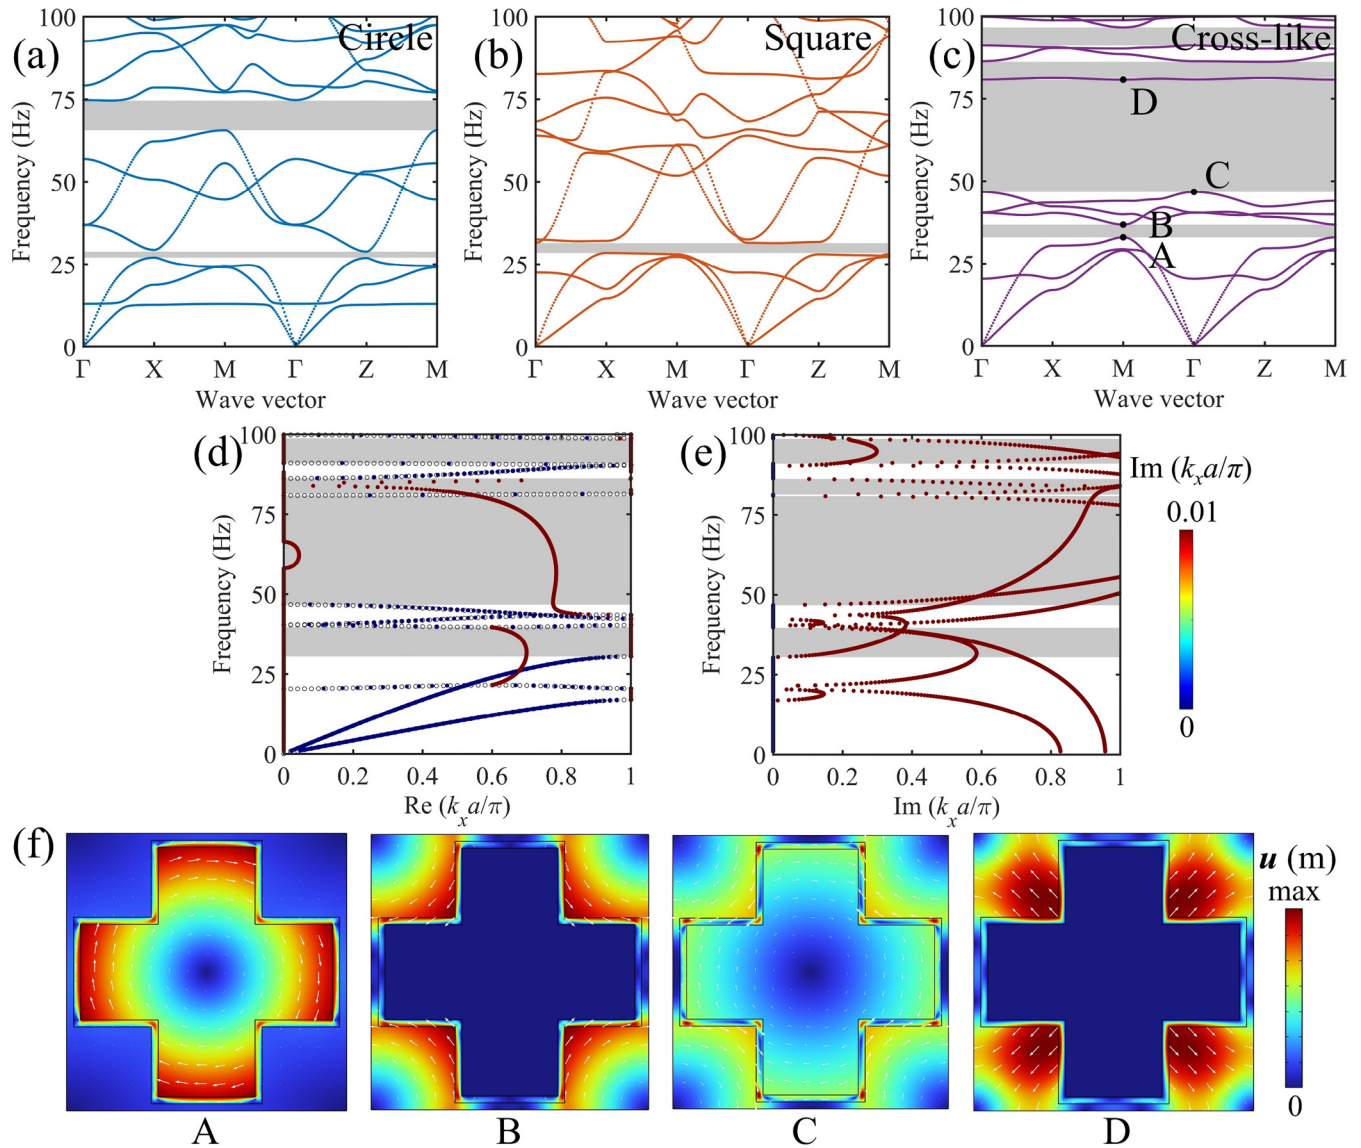 (a)
Circle
Frequency (Hz)
100
75
50
25
0
Γ X M Γ Z M
Wave vector
(b)
Square
Frequency (Hz)
100
75
50
25
0
Γ X M Γ Z M
Wave vector
(c)
Cross-like
Frequency (Hz)
100
75
50
25
0
D
C
B
A
Γ X M Γ Z M
Wave vector
(d)
Frequency (Hz)
100
75
50
25
0
0 0.2 0.4 0.6 0.8 1
Re (kₓa/π)
(e)
Frequency (Hz)
100
75
50
25
0
0 0.2 0.4 0.6 0.8 1
Im (kₓa/π)
Im (kₓa/π)
0.01
0
(f)
u (m)
max
0
A B C D